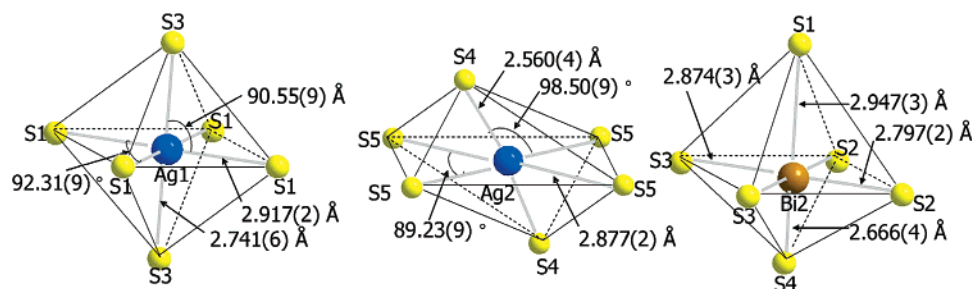 S3
90.55(9) Å
S1
S1
92.31(9) °
S1
Ag1
S1
2.917(2) Å
2.741(6) Å
S3
S4
2.560(4) Å
98.50(9) °
S5
S5
S5
Ag2
S5
89.23(9) °
2.877(2) Å
S4
S1
2.874(3) Å
2.947(3) Å
2.797(2) Å
S3
S2
S3
Bi2
S2
2.666(4) Å
S4